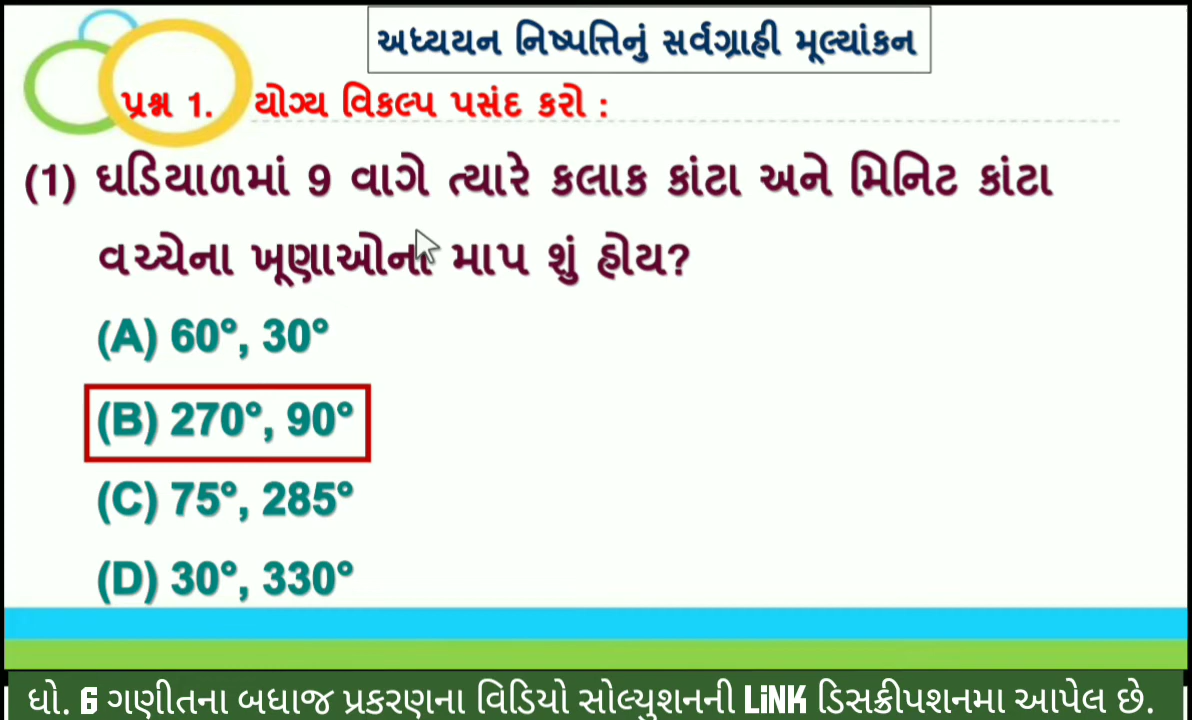 અધ્યયન નિષ્પત્તિનું સર્વગ્રાહી મૂલ્યાંકન
પ્રશ્ન 1. યોગ્ય વિકલ્પ પસંદ કરો :
(1) ઘડિયાળમાં 9 વાગે ત્યારે કલાક કાંટા અને મિનિટ કાંટા
વચ્ચેના ખૂણાઓના માપ શું હોય?
(A) 60°, 30°
(B) 270°, 90°
(C) 75°, 285°
(D) 30°, 330°
ધો. 6 ગણીતના બધાજ પ્રકરણના વિડિયો સોલ્યુશનની LiNK ડિસક્રીપશનમા આપેલ છે.